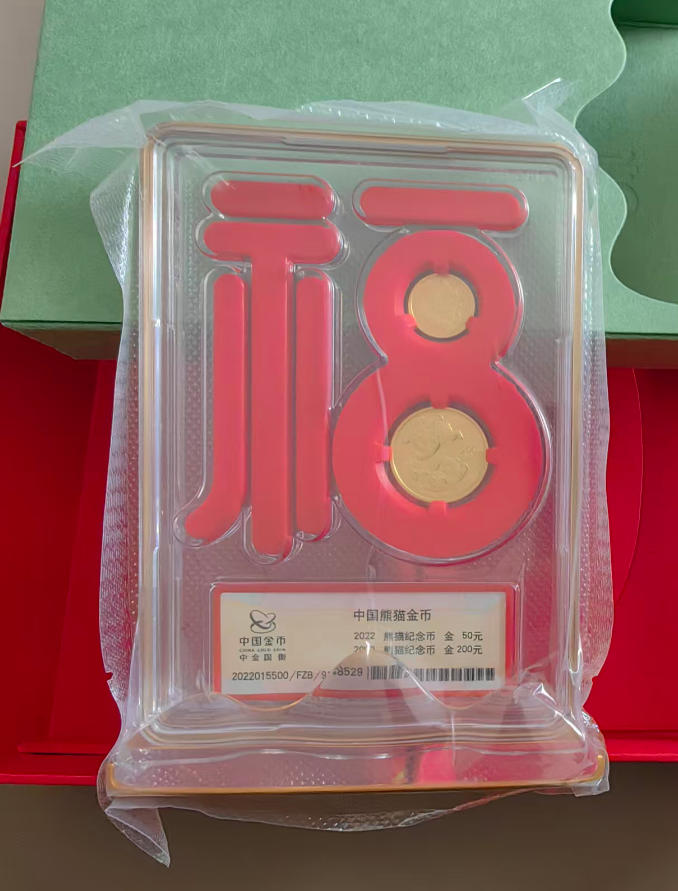 福
中国熊猫金币
中国金币
CHINA GOLD COIN
中金国衡
2022 熊猫纪念币 金 50元
熊猫纪念币 金 200元
2022015500/FZB/9
8529